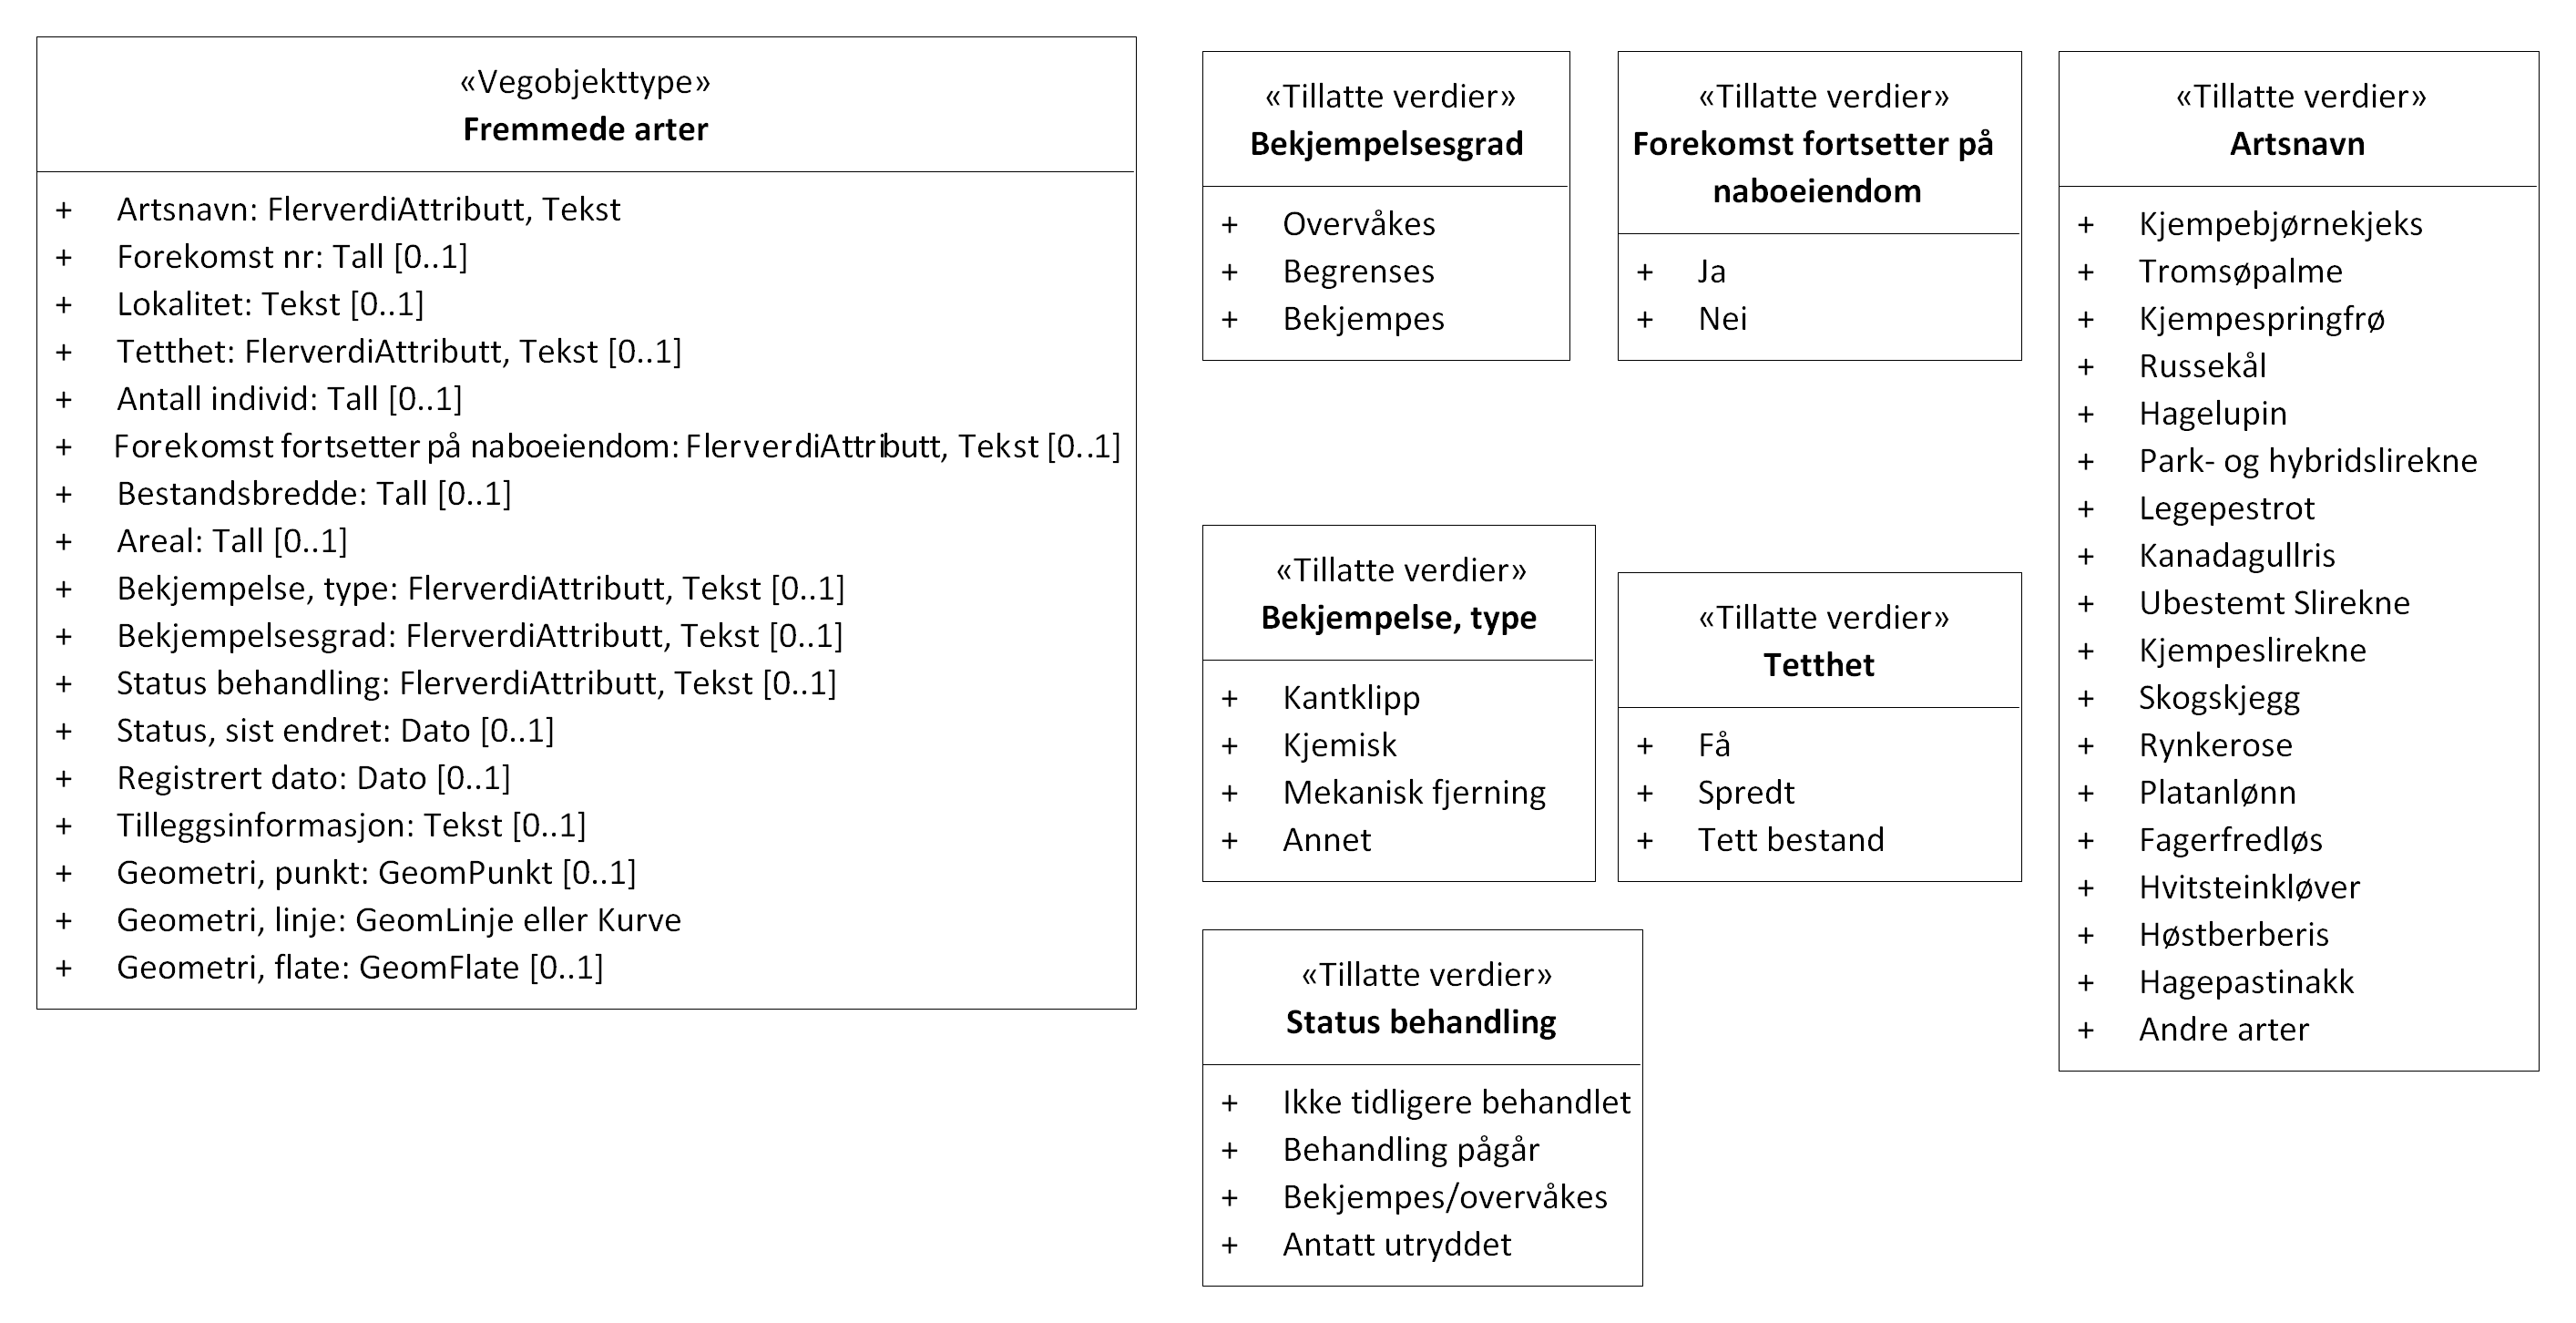 «Vegobjekttype»
Fremmede arter
+ Artsnavn: FlerverdiAttributt, Tekst
+ Forekomst nr: Tall [0..1]
+ Lokalitet: Tekst [0..1]
+ Tetthet: FlerverdiAttributt, Tekst [0..1]
+ Antall individ: Tall [0..1]
+ Forekomst fortsetter på naboeiendom: FlerverdiAttributt, Tekst [0..1]
+ Bestandsbredde: Tall [0..1]
+ Areal: Tall [0..1]
+ Bekjempelse, type: FlerverdiAttributt, Tekst [0..1]
+ Bekjempelsesgrad: FlerverdiAttributt, Tekst [0..1]
+ Status behandling: FlerverdiAttributt, Tekst [0..1]
+ Status, sist endret: Dato [0..1]
+ Registrert dato: Dato [0..1]
+ Tilleggsinformasjon: Tekst [0..1]
+ Geometri, punkt: GeomPunkt [0..1]
+ Geometri, linje: GeomLinje eller Kurve
+ Geometri, flate: GeomFlate [0..1]
«Tillatte verdier»
Bekjempelsesgrad
+ Overvåkes
+ Begrenses
+ Bekjempes
«Tillatte verdier»
Forekomst fortsetter på
naboeiendom
+ Ja
+ Nei
«Tillatte verdier»
Bekjempelse, type
+ Kantklipp
+ Kjemisk
+ Mekanisk fjerning
+ Annet
«Tillatte verdier»
Tetthet
+ Få
+ Spredt
+ Tett bestand
«Tillatte verdier»
Status behandling
+ Ikke tidligere behandlet
+ Behandling pågår
+ Bekjempes/overvåkes
+ Antatt utryddet
«Tillatte verdier»
Artsnavn
+ Kjempebjørnekjeks
+ Tromsøpalme
+ Kjempespringfrø
+ Russekål
+ Hagelupin
+ Park- og hybridslirekne
+ Legepestrot
+ Kanadagullris
+ Ubestemt Slirekne
+ Kjempeslirekne
+ Skogskjegg
+ Rynkerose
+ Platanlønn
+ Fagerfredløs
+ Hvitsteinkløver
+ Høstberberis
+ Hagepastinakk
+ Andre arter